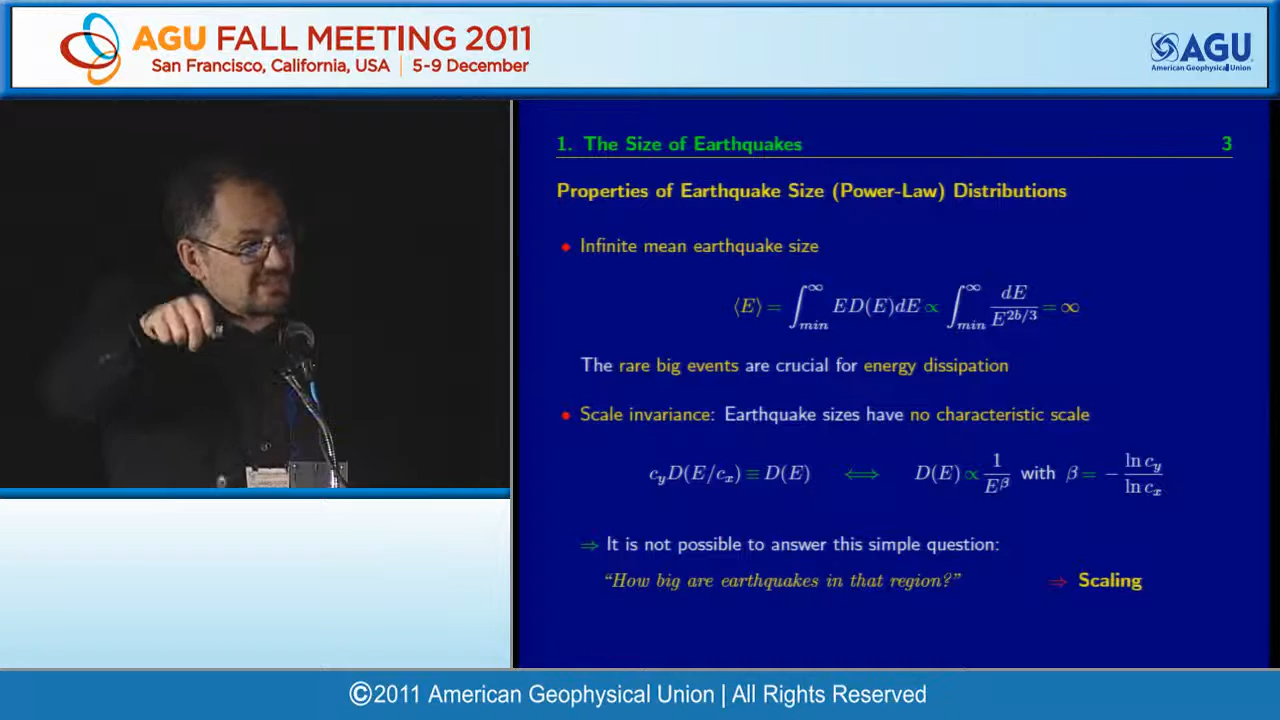 AGU FALL MEETING 2011
San Francisco, California, USA | 5-9 December
AGU
American Geophysical Union
1. The Size of Earthquakes 3
Properties of Earthquake Size (Power-Law) Distributions
• Infinite mean earthquake size
⟨E⟩ = ∫_{min}^{∞} E D(E)dE ∝ ∫_{min}^{∞} dE/E^{2b/3} = ∞
The rare big events are crucial for energy dissipation
• Scale invariance: Earthquake sizes have no characteristic scale
c_y D(E/c_x) ≡ D(E) ⟺ D(E) ∝ 1/E^β with β = − ln c_y/ln c_x
⇒ It is not possible to answer this simple question:
“How big are earthquakes in that region?” ⇒ Scaling
©2011 American Geophysical Union | All Rights Reserved